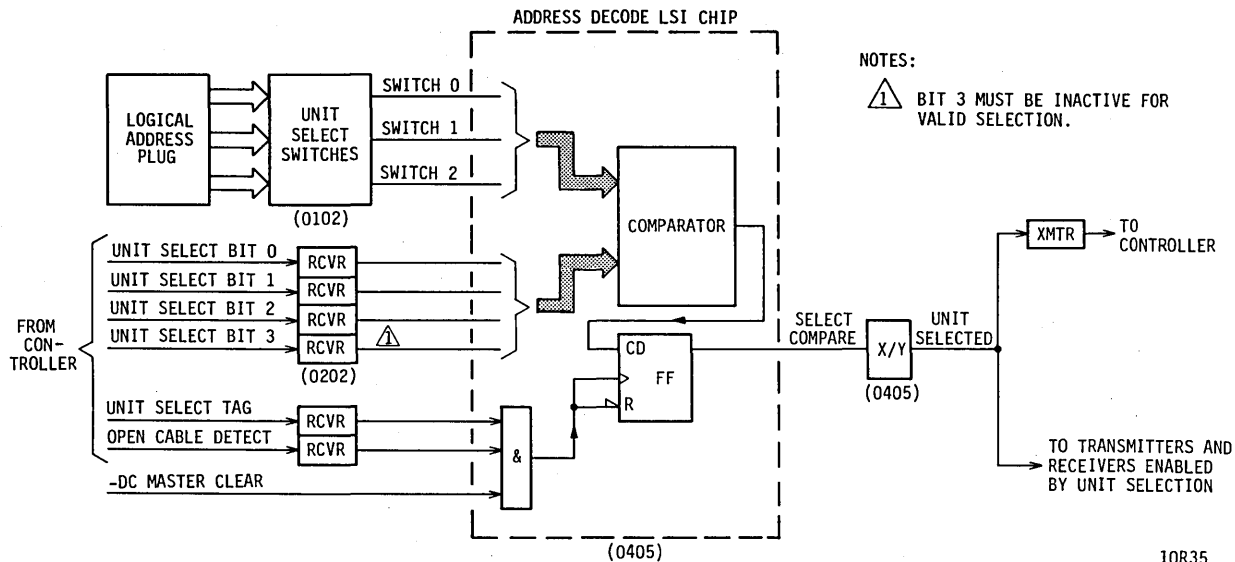 ADDRESS DECODE LSI CHIP
NOTES:
1 BIT 3 MUST BE INACTIVE FOR
VALID SELECTION.
LOGICAL
ADDRESS
PLUG
UNIT
SELECT
SWITCHES
(0102)
SWITCH 0
SWITCH 1
SWITCH 2
COMPARATOR
FROM
CON-
TROLLER
UNIT SELECT BIT 0
RCVR
UNIT SELECT BIT 1
RCVR
UNIT SELECT BIT 2
RCVR
UNIT SELECT BIT 3
RCVR
1
(0202)
UNIT SELECT TAG
RCVR
OPEN CABLE DETECT
RCVR
-DC MASTER CLEAR
&
CD
FF
R
SELECT
COMPARE
X/Y
(0405)
UNIT
SELECTED
XMTR
TO
CONTROLLER
TO TRANSMITTERS AND
RECEIVERS ENABLED
BY UNIT SELECTION
(0405)
10R35